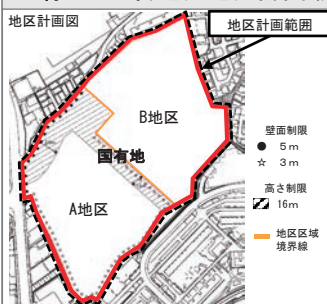 地区計画図
地区計画範囲
B地区
国有地
A地区
壁面制限
● 5m
☆ 3m
高さ制限
16m
地区区域
境界線